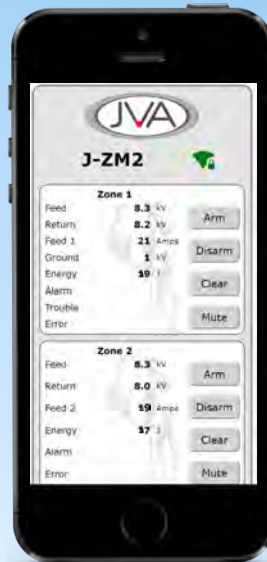 JVA
J-ZM2
Zone 1
Feed 8.3 kV
Return 8.2 kV Arm
Feed 1 21 Amps
Ground 1 kV Disarm
Energy 19 J
Alarm Clear
Trouble
Error Mute
Zone 2
Feed 8.3 kV
Return 8.0 kV Arm
Feed 2 19 Amps Disarm
Energy 17 J
Alarm Clear
Error Mute